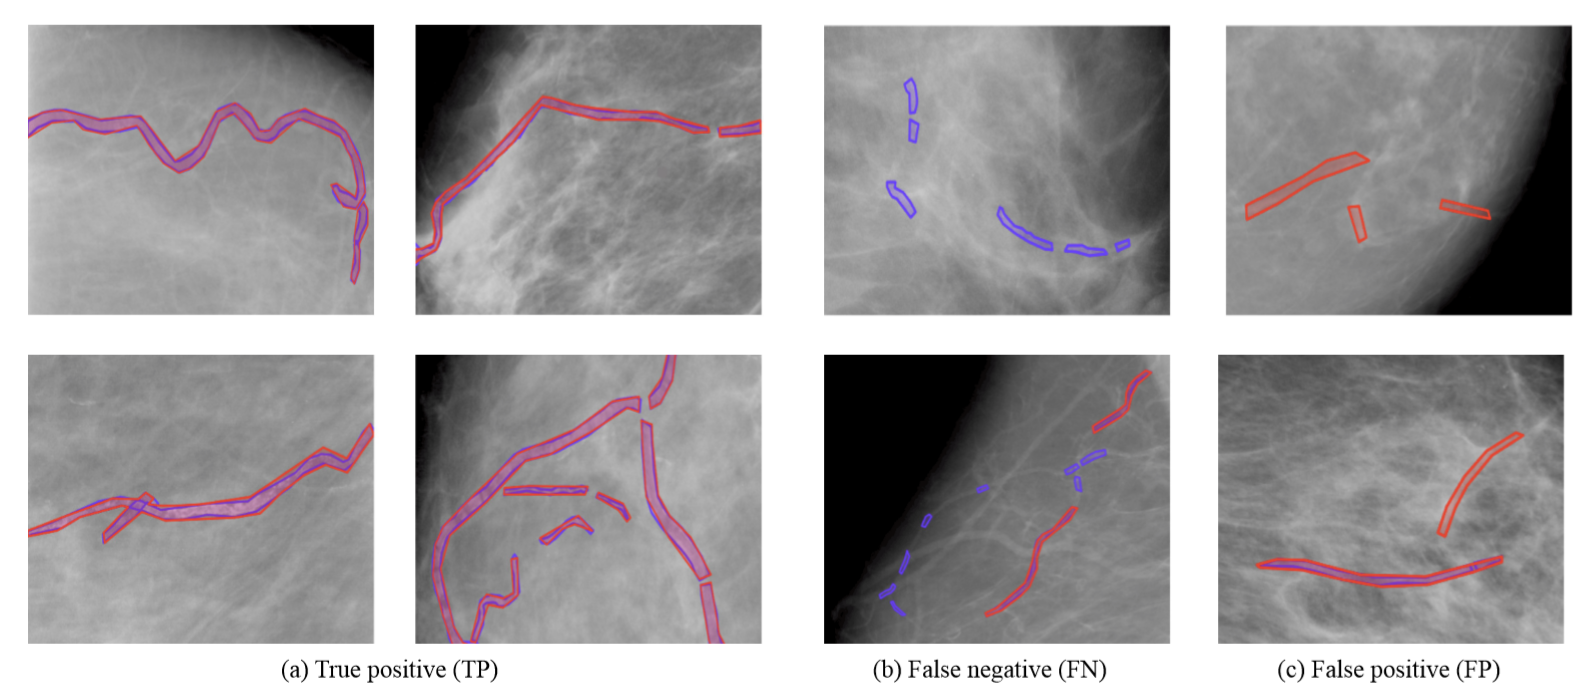 (a) True positive (TP)
(b) False negative (FN)
(c) False positive (FP)